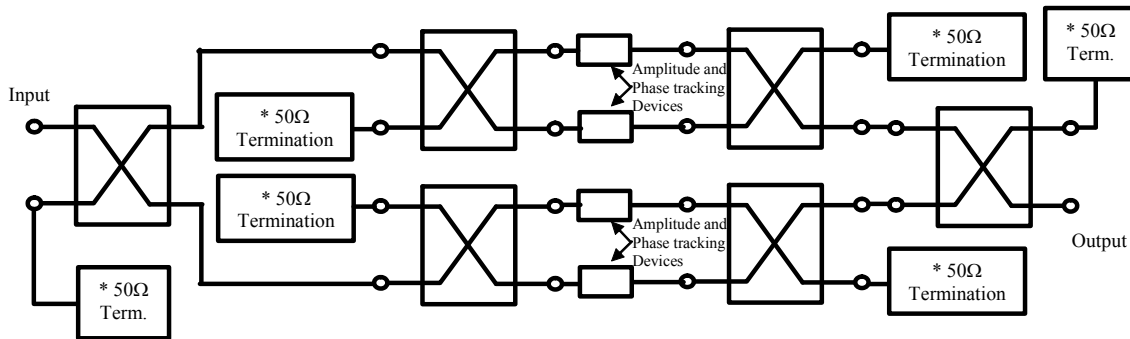 * 50Ω
Termination
* 50Ω
Term.
Amplitude and
Phase tracking
Devices
Input
* 50Ω
Termination
* 50Ω
Termination
Amplitude and
Phase tracking
Devices
Output
* 50Ω
Term.
* 50Ω
Termination